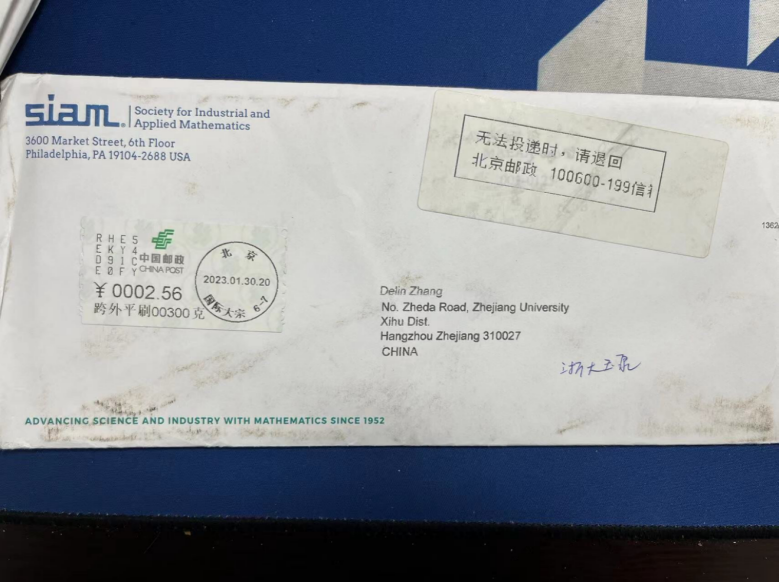 siam. Society for Industrial and
Applied Mathematics
3600 Market Street, 6th Floor
Philadelphia, PA 19104-2688 USA
无法投递时，请退回
北京邮政 100600-199信
RHE5
EKY4
D91C
E0FY
中国邮政
CHINA POST
¥0002.56
跨外平刷00300克
北京
2023.01.30.20
国际大宗 6-7
Delin Zhang
No. Zheda Road, Zhejiang University
Xihu Dist.
Hangzhou Zhejiang 310027
CHINA
浙大玉泉
ADVANCING SCIENCE AND INDUSTRY WITH MATHEMATICS SINCE 1952